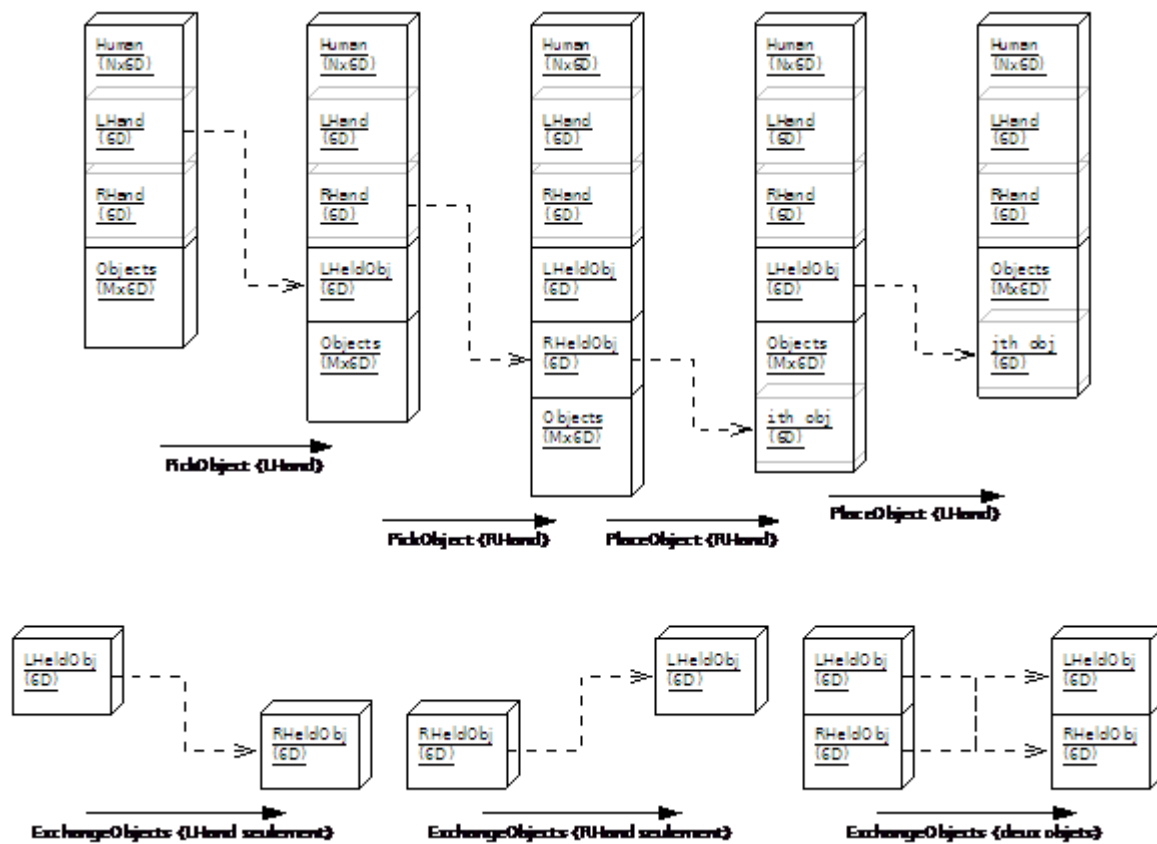 Human
(Nx6D)
LHand
(6D)
RHand
(6D)
Objects
(Mx6D)
Human
(Nx6D)
LHand
(6D)
RHand
(6D)
LHeldObj
(6D)
Objects
(Mx6D)
Human
(Nx6D)
LHand
(6D)
RHand
(6D)
LHeldObj
(6D)
RHeldObj
(6D)
Objects
(Mx6D)
Human
(Nx6D)
LHand
(6D)
RHand
(6D)
LHeldObj
(6D)
Objects
(Mx6D)
ith obj
(6D)
Human
(Nx6D)
LHand
(6D)
RHand
(6D)
Objects
(Mx6D)
jth obj
(6D)
PickObject {LHand}
PickObject {RHand}
PlaceObject {RHand}
PlaceObject {LHand}
LHeldObj
(6D)
RHeldObj
(6D)
ExchangeObjects {LHand seulement}
RHeldObj
(6D)
LHeldObj
(6D)
ExchangeObjects {RHand seulement}
LHeldObj
(6D)
RHeldObj
(6D)
LHeldObj
(6D)
RHeldObj
(6D)
ExchangeObjects {deux objets}